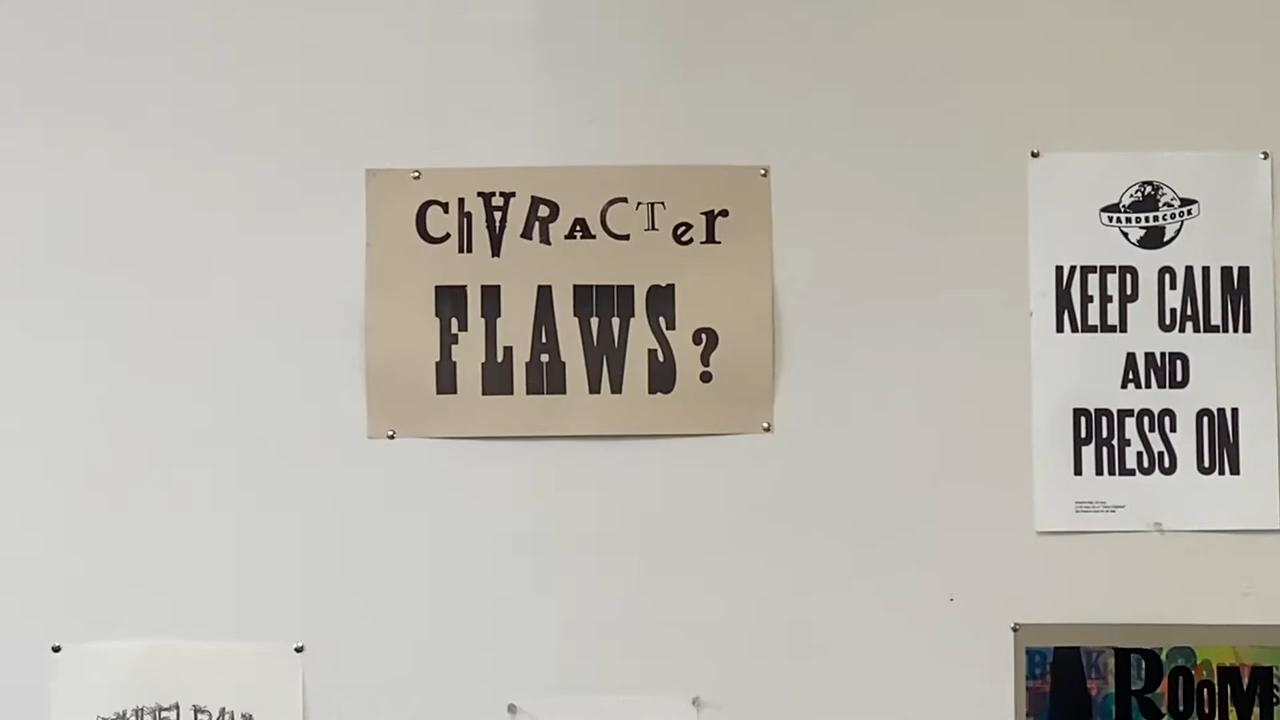 ChARACTer
FLAWS?
VANDERCOOK
KEEP CALM
AND
PRESS ON
ROOM